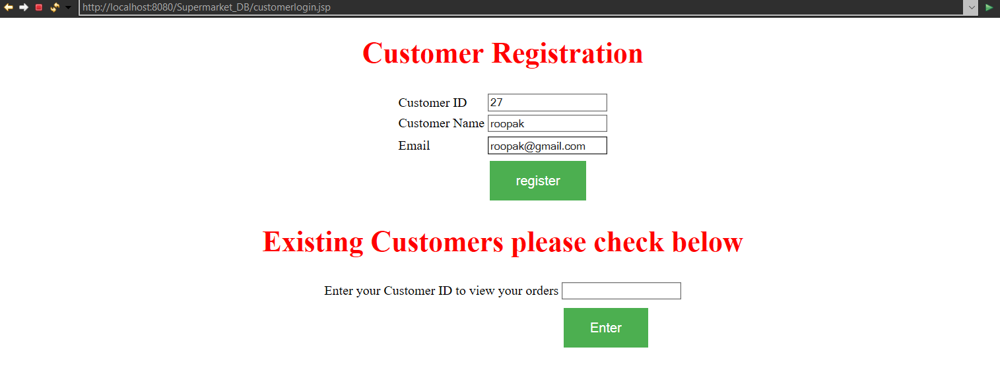 http://localhost:8080/Supermarket_DB/customerlogin.jsp
Customer Registration
Customer ID 27
Customer Name roopak
Email roopak@gmail.com
register
Existing Customers please check below
Enter your Customer ID to view your orders
Enter